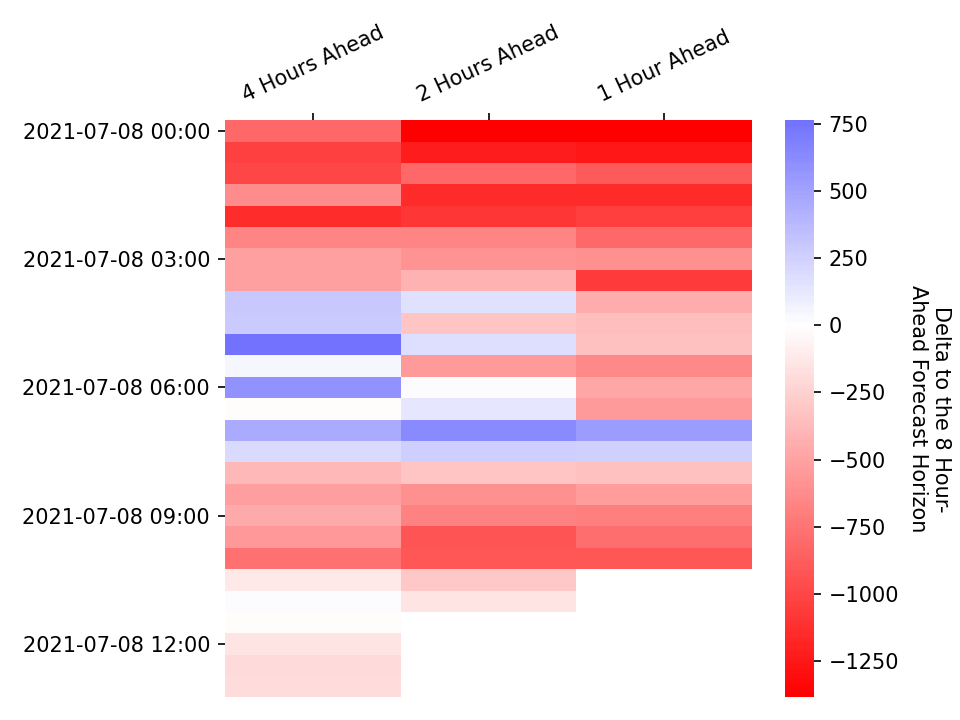 4 Hours Ahead
2 Hours Ahead
1 Hour Ahead
2021-07-08 00:00
2021-07-08 03:00
2021-07-08 06:00
2021-07-08 09:00
2021-07-08 12:00
750
500
250
0
−250
−500
−750
−1000
−1250
Delta to the 8 Hour-
Ahead Forecast Horizon